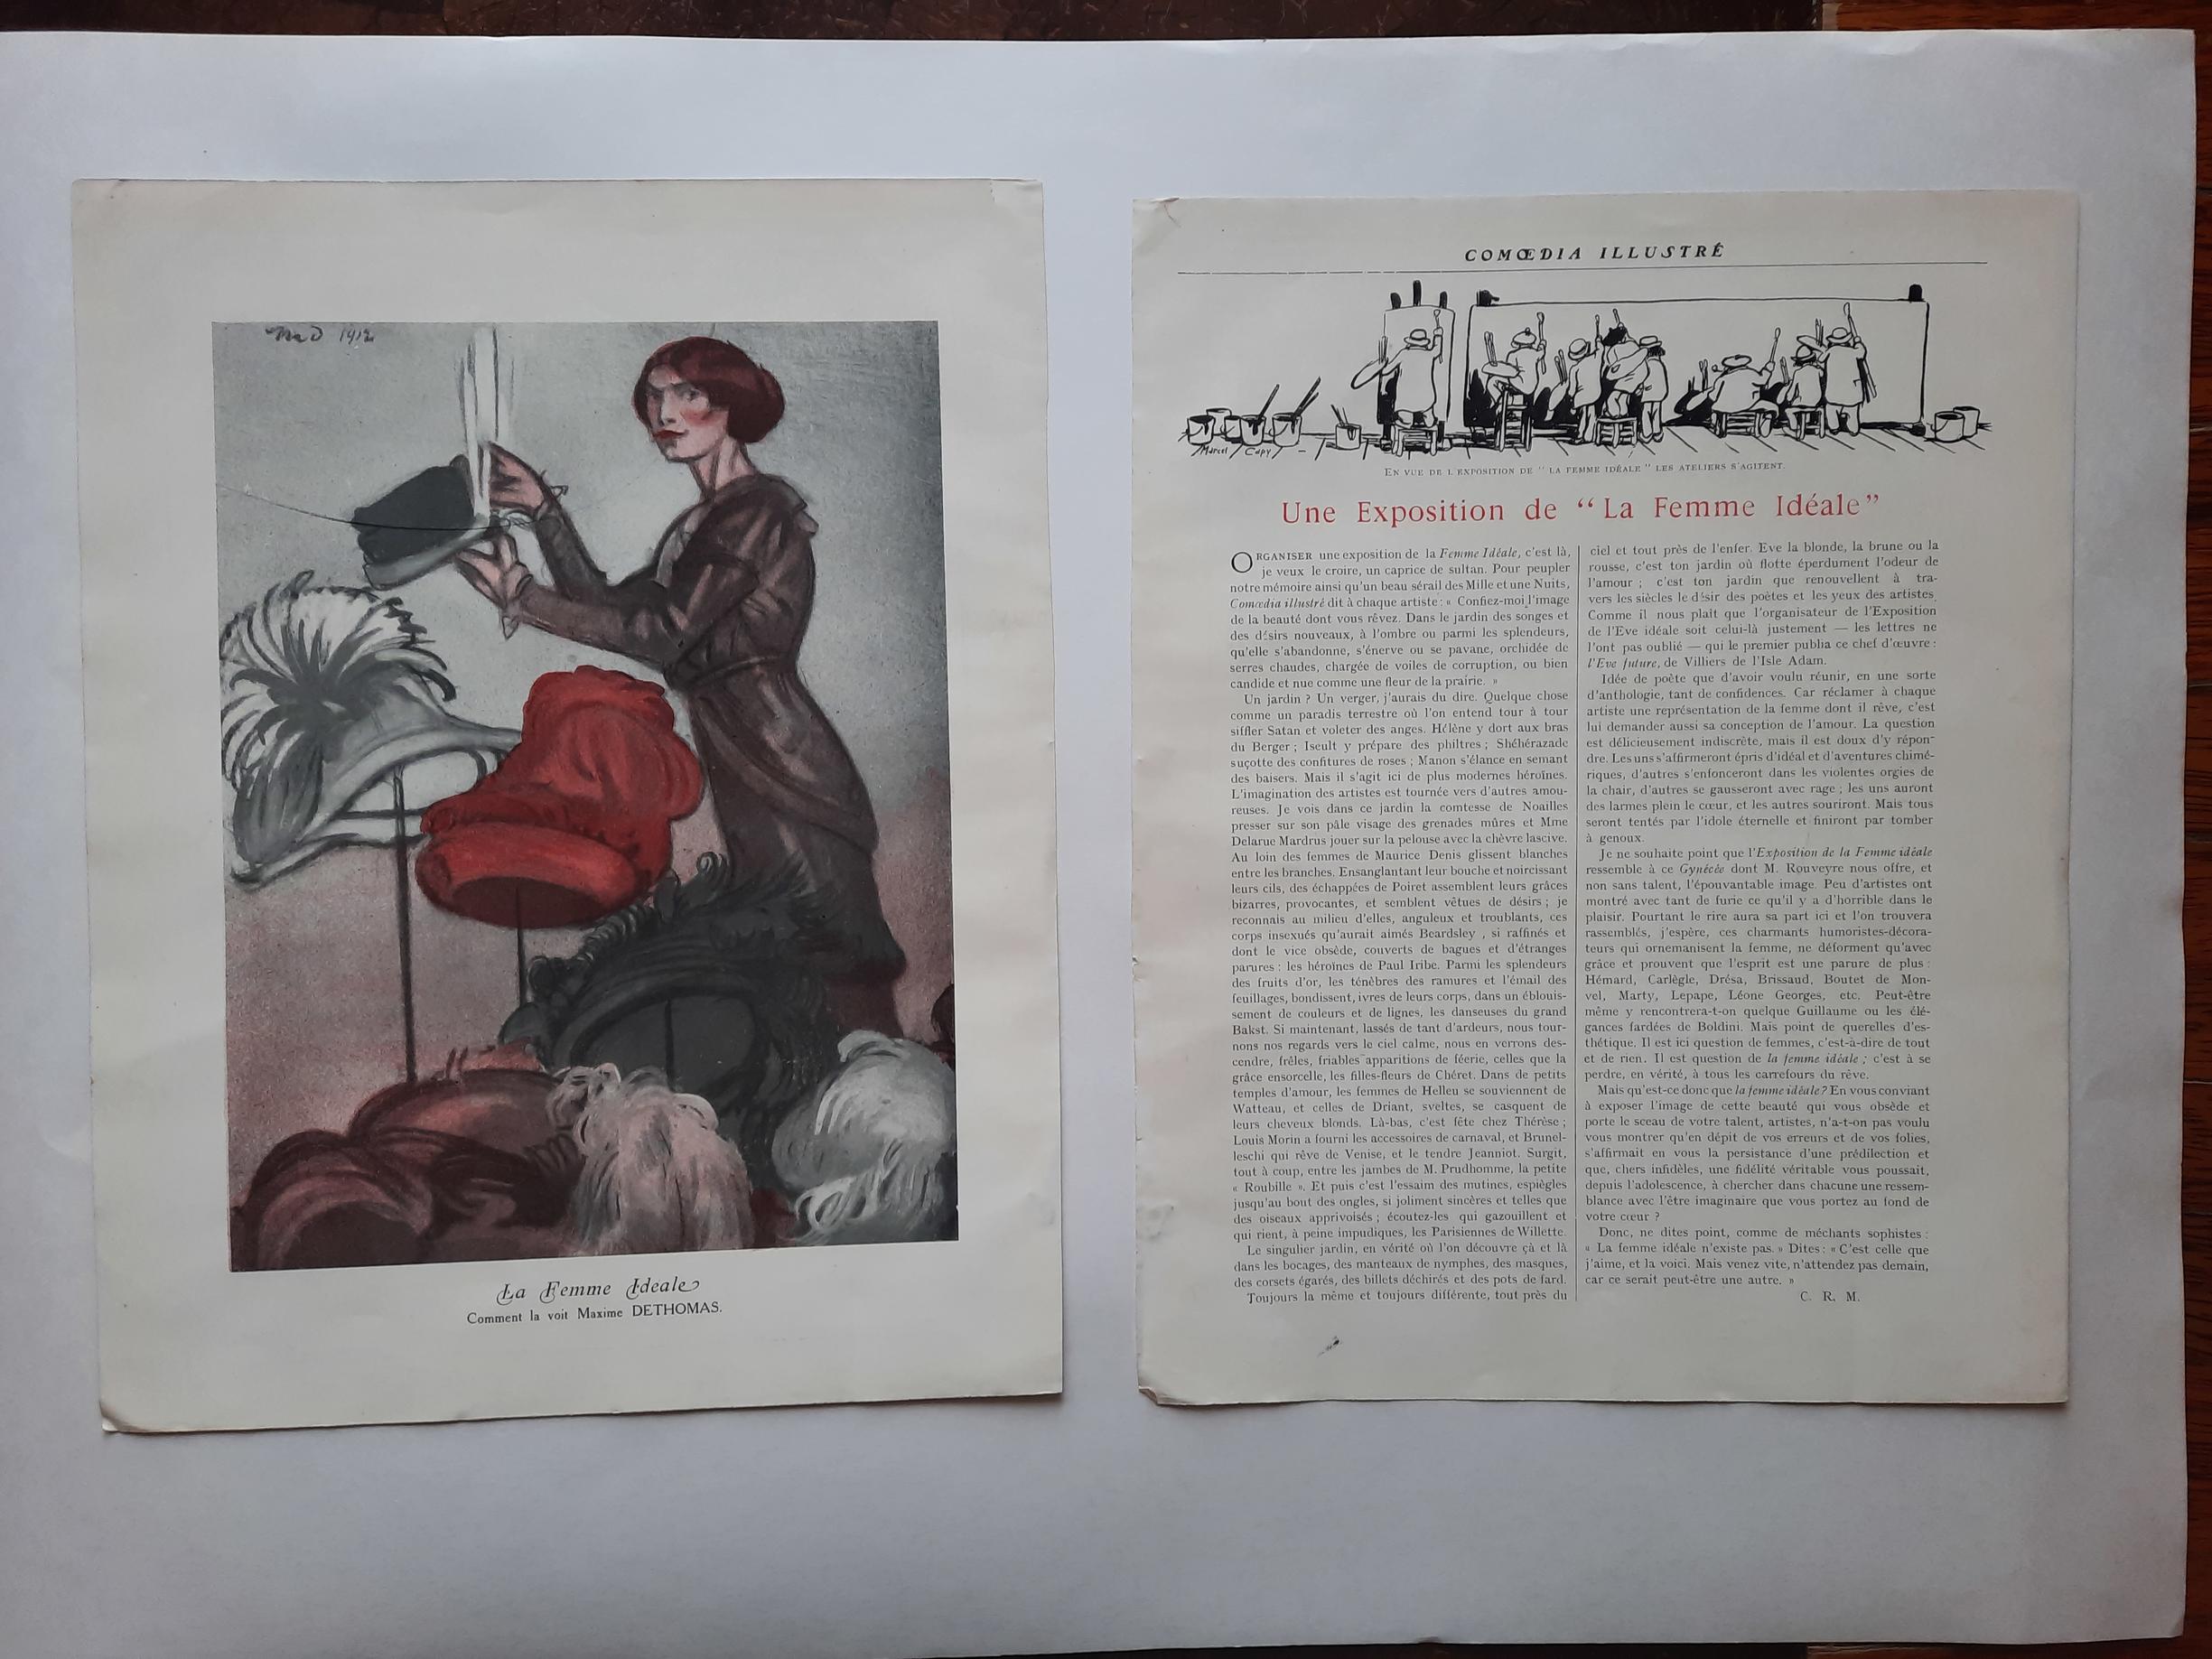 MxD 1912
La Femme Ideale
Comment la voit Maxime DETHOMAS.
COMŒDIA ILLUSTRÉ
Marcel Capy
EN VUE DE L'EXPOSITION DE "LA FEMME IDÉALE" LES ATELIERS S'AGITENT.
Une Exposition de "La Femme Idéale"
ORGANISER une exposition de la Femme Idéale, c'est là,
je veux le croire, un caprice de sultan. Pour peupler
notre mémoire ainsi qu'un beau sérail des Mille et une Nuits,
Comœdia illustré dit à chaque artiste : « Confiez-moi l'image
de la beauté dont vous rêvez. Dans le jardin des songes et
des désirs nouveaux, à l'ombre ou parmi les splendeurs,
qu'elle s'abandonne, s'énerve ou se pavane, orchidée de
serres chaudes, chargée de voiles de corruption, ou bien
candide et nue comme une fleur de la prairie. »
Un jardin ? Un verger, j'aurais du dire. Quelque chose
comme un paradis terrestre où l'on entend tour à tour
siffler Satan et voleter des anges. Hélène y dort aux bras
du Berger ; Iseult y prépare des philtres ; Shéhérazade
suçotte des confitures de roses ; Manon s'élance en semant
des baisers. Mais il s'agit ici de plus modernes héroïnes.
L'imagination des artistes est tournée vers d'autres amou-
reuses. Je vois dans ce jardin la comtesse de Noailles
presser sur son pâle visage des grenades mûres et Mme
Delarue Mardrus jouer sur la pelouse avec la chèvre lascive.
Au loin des femmes de Maurice Denis glissent blanches
entre les branches. Ensanglantant leur bouche et noircissant
leurs cils, des échappées de Poiret assemblent leurs grâces
bizarres, provocantes, et semblent vêtues de désirs ; je
reconnais au milieu d'elles, anguleux et troublants, ces
corps insexués qu'aurait aimés Beardsley , si raffinés et
dont le vice obsède, couverts de bagues et d'étranges
parures : les héroïnes de Paul Iribe. Parmi les splendeurs
des fruits d'or, les ténèbres des ramures et l'émail des
feuillages, bondissent, ivres de leurs corps, dans un éblouis-
sement de couleurs et de lignes, les danseuses du grand
Bakst. Si maintenant, lassés de tant d'ardeurs, nous tour-
nons nos regards vers le ciel calme, nous en verrons des-
cendre, frêles, friables apparitions de féerie, celles que la
grâce ensorcelle, les filles-fleurs de Chéret. Dans de petits
temples d'amour, les femmes de Helleu se souviennent de
Watteau, et celles de Driant, sveltes, se casquent de
leurs cheveux blonds. Là-bas, c'est fête chez Thérèse ;
Louis Morin a fourni les accessoires de carnaval, et Brunel-
leschi qui rêve de Venise, et le tendre Jeanniot. Surgit,
tout à coup, entre les jambes de M. Prudhomme, la petite
« Roubille ». Et puis c'est l'essaim des mutines, espiègles
jusqu'au bout des ongles, si joliment sincères et telles que
des oiseaux apprivoisés ; écoutez-les qui gazouillent et
qui rient, à peine impudiques, les Parisiennes de Willette.
Le singulier jardin, en vérité où l'on découvre çà et là
dans les bocages, des manteaux de nymphes, des masques,
des corsets égarés, des billets déchirés et des pots de fard.
Toujours la même et toujours différente, tout près du
ciel et tout près de l'enfer. Eve la blonde, la brune ou la
rousse, c'est ton jardin où flotte éperdument l'odeur de
l'amour ; c'est ton jardin que renouvellent à tra-
vers les siècles le désir des poètes et les yeux des artistes.
Comme il nous plaît que l'organisateur de l'Exposition
de l'Eve idéale soit celui-là justement — les lettres ne
l'ont pas oublié — qui le premier publia ce chef d'œuvre :
l'Eve future, de Villiers de l'Isle Adam.
Idée de poète que d'avoir voulu réunir, en une sorte
d'anthologie, tant de confidences. Car réclamer à chaque
artiste une représentation de la femme dont il rêve, c'est
lui demander aussi sa conception de l'amour. La question
est délicieusement indiscrète, mais il est doux d'y répon-
dre. Les uns s'affirmeront épris d'idéal et d'aventures chimé-
riques, d'autres s'enfonceront dans les violentes orgies de
la chair, d'autres se gausseront avec rage ; les uns auront
des larmes plein le cœur, et les autres souriront. Mais tous
seront tentés par l'idole éternelle et finiront par tomber
à genoux.
Je ne souhaite point que l'Exposition de la Femme idéale
ressemble à ce Gynécée dont M. Rouveyre nous offre, et
non sans talent, l'épouvantable image. Peu d'artistes ont
montré avec tant de furie ce qu'il y a d'horrible dans le
plaisir. Pourtant le rire aura sa part ici et l'on trouvera
rassemblés, j'espère, ces charmants humoristes-décora-
teurs qui ornemanisent la femme, ne déforment qu'avec
grâce et prouvent que l'esprit est une parure de plus :
Hémard, Carlègle, Drésa, Brissaud, Boutet de Mon-
vel, Marty, Lepape, Léone Georges, etc. Peut-être
même y rencontrera-t-on quelque Guillaume ou les élé-
gances fardées de Boldini. Mais point de querelles d'es-
thétique. Il est ici question de femmes, c'est-à-dire de tout
et de rien. Il est question de la femme idéale ; c'est à se
perdre, en vérité, à tous les carrefours du rêve.
Mais qu'est-ce donc que la femme idéale ? En vous conviant
à exposer l'image de cette beauté qui vous obsède et
porte le sceau de votre talent, artistes, n'a-t-on pas voulu
vous montrer qu'en dépit de vos erreurs et de vos folies,
s'affirmait en vous la persistance d'une prédilection et
que, chers infidèles, une fidélité véritable vous poussait,
depuis l'adolescence, à chercher dans chacune une ressem-
blance avec l'être imaginaire que vous portez au fond de
votre cœur ?
Donc, ne dites point, comme de méchants sophistes :
« La femme idéale n'existe pas. » Dites : « C'est celle que
j'aime, et la voici. Mais venez vite, n'attendez pas demain,
car ce serait peut-être une autre. »
C. R. M.